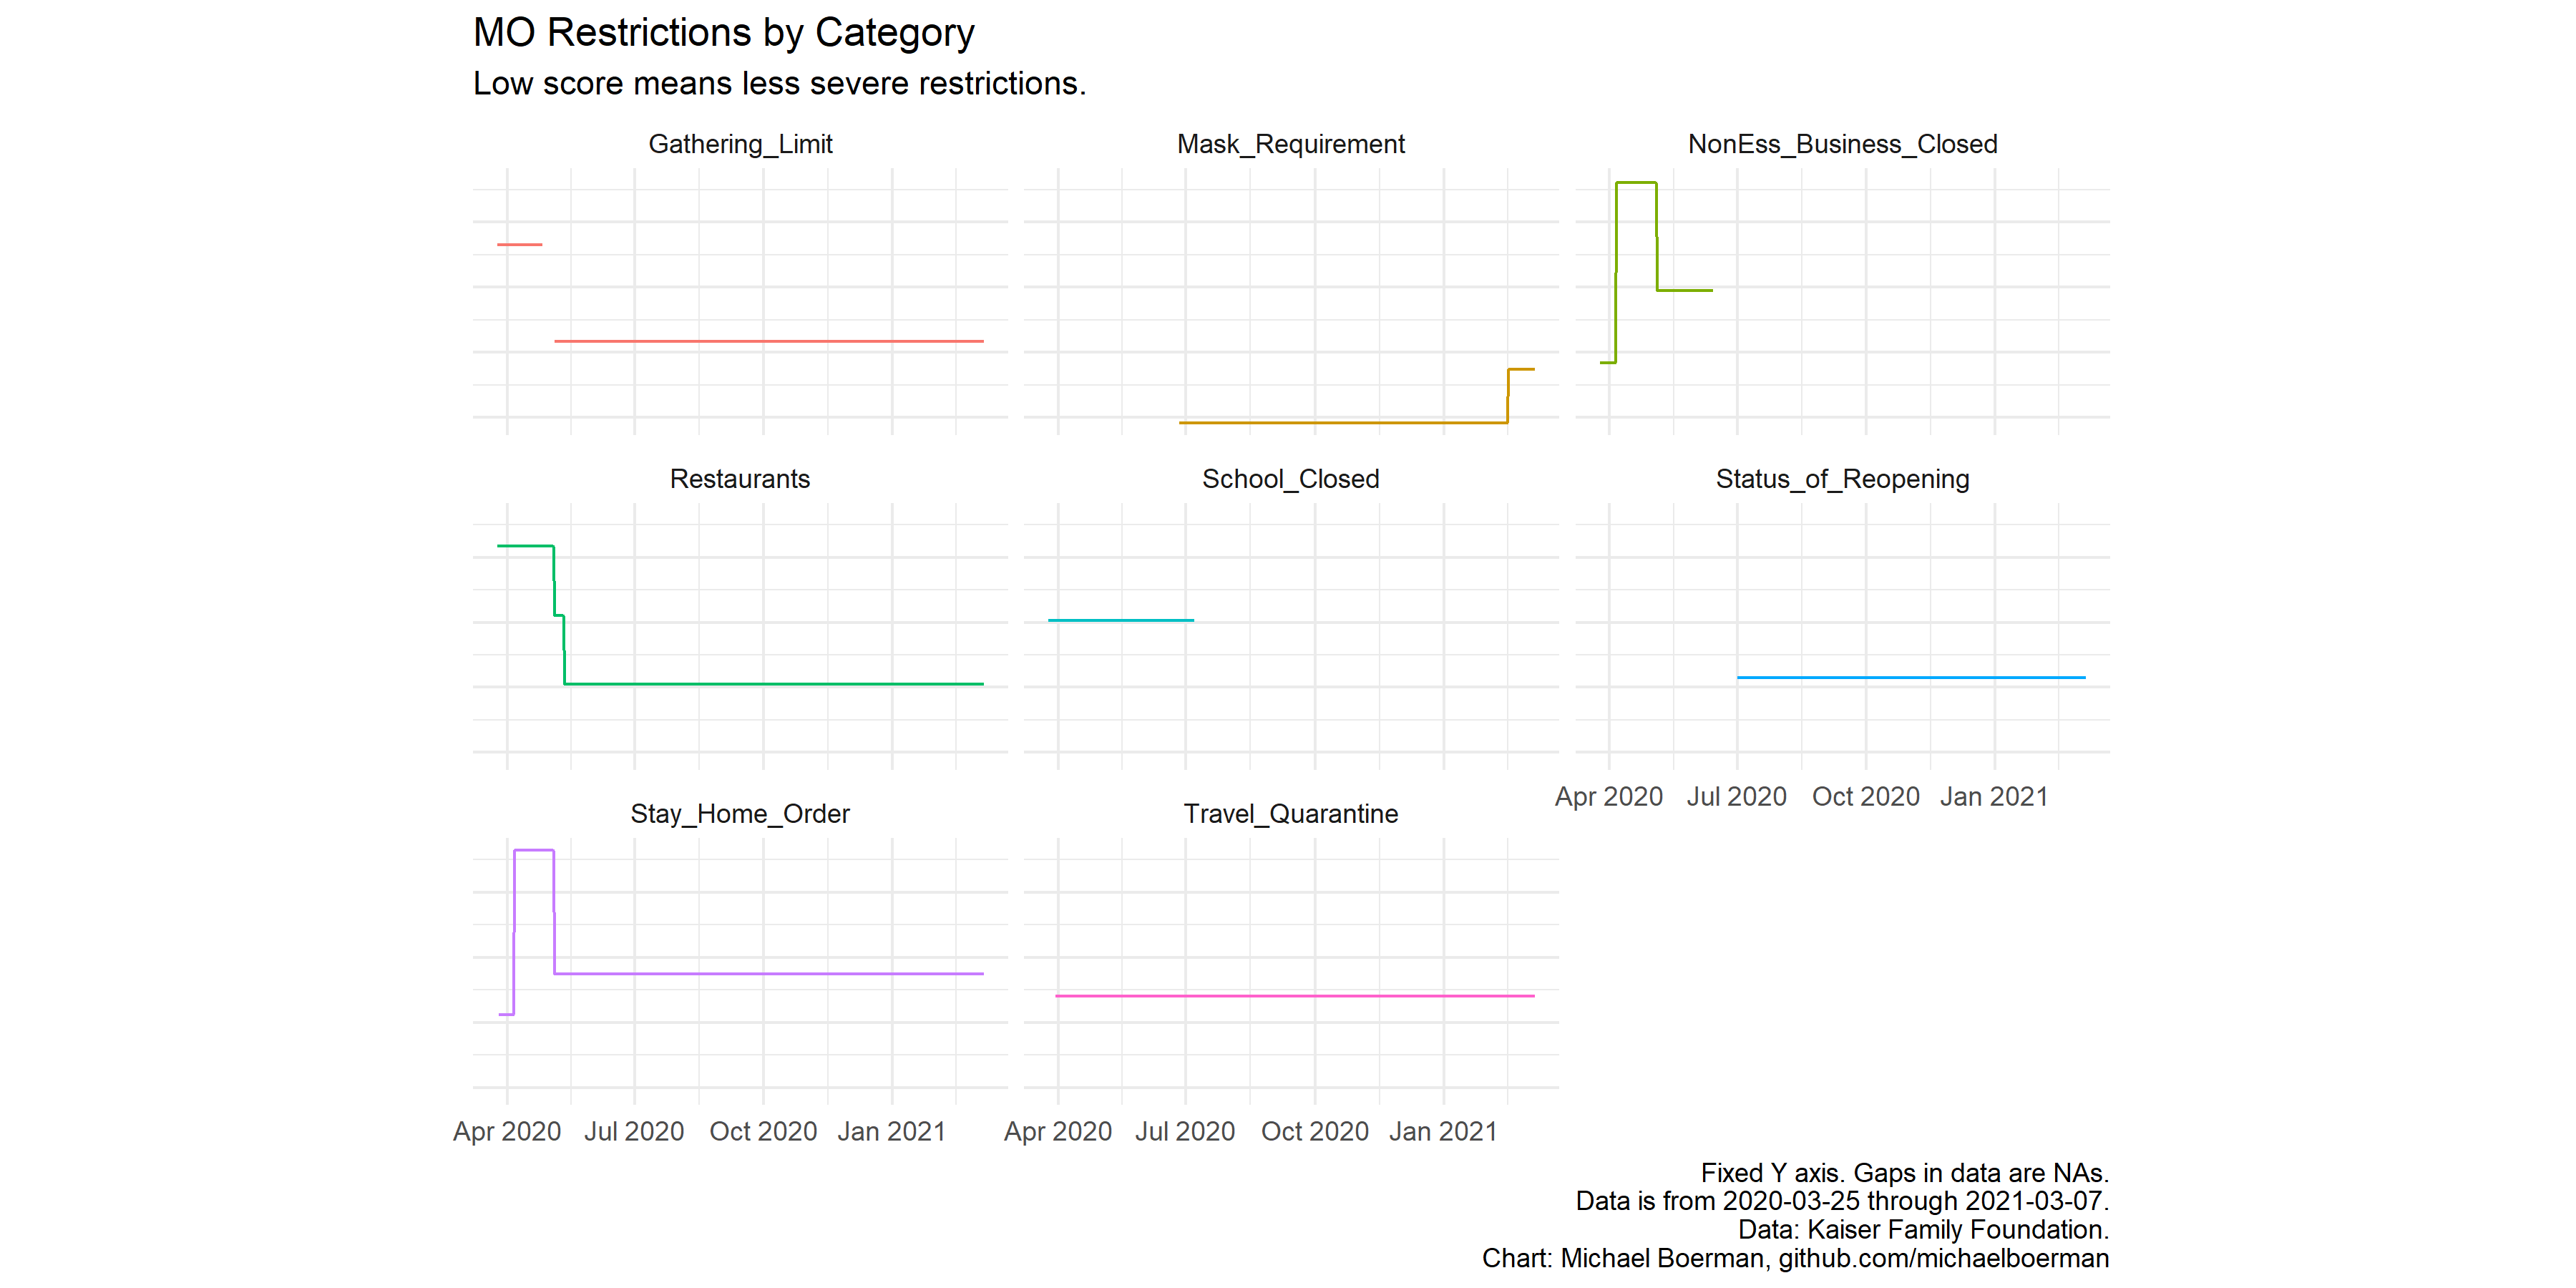 MO Restrictions by Category
Low score means less severe restrictions.
Gathering_Limit
Mask_Requirement
NonEss_Business_Closed
Restaurants
School_Closed
Status_of_Reopening
Apr 2020 Jul 2020 Oct 2020 Jan 2021
Stay_Home_Order
Travel_Quarantine
Apr 2020 Jul 2020 Oct 2020 Jan 2021
Apr 2020 Jul 2020 Oct 2020 Jan 2021
Fixed Y axis. Gaps in data are NAs.
Data is from 2020-03-25 through 2021-03-07.
Data: Kaiser Family Foundation.
Chart: Michael Boerman, github.com/michaelboerman